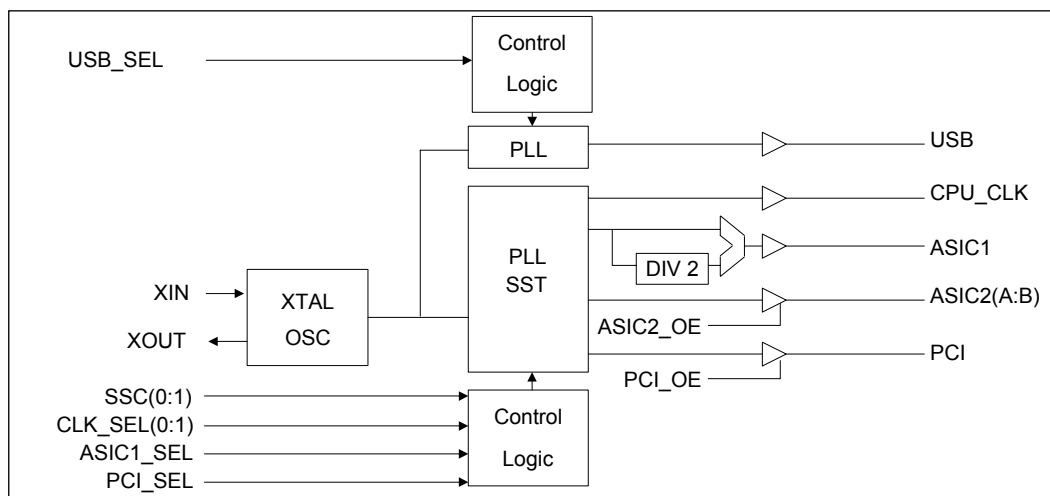 Control
Logic
USB_SEL
PLL
USB
CPU_CLK
PLL
SST
ASIC1
DIV 2
XIN
XTAL
OSC
XOUT
ASIC2(A:B)
ASIC2_OE
PCI
PCI_OE
SSC(0:1)
CLK_SEL(0:1)
ASIC1_SEL
PCI_SEL
Control
Logic